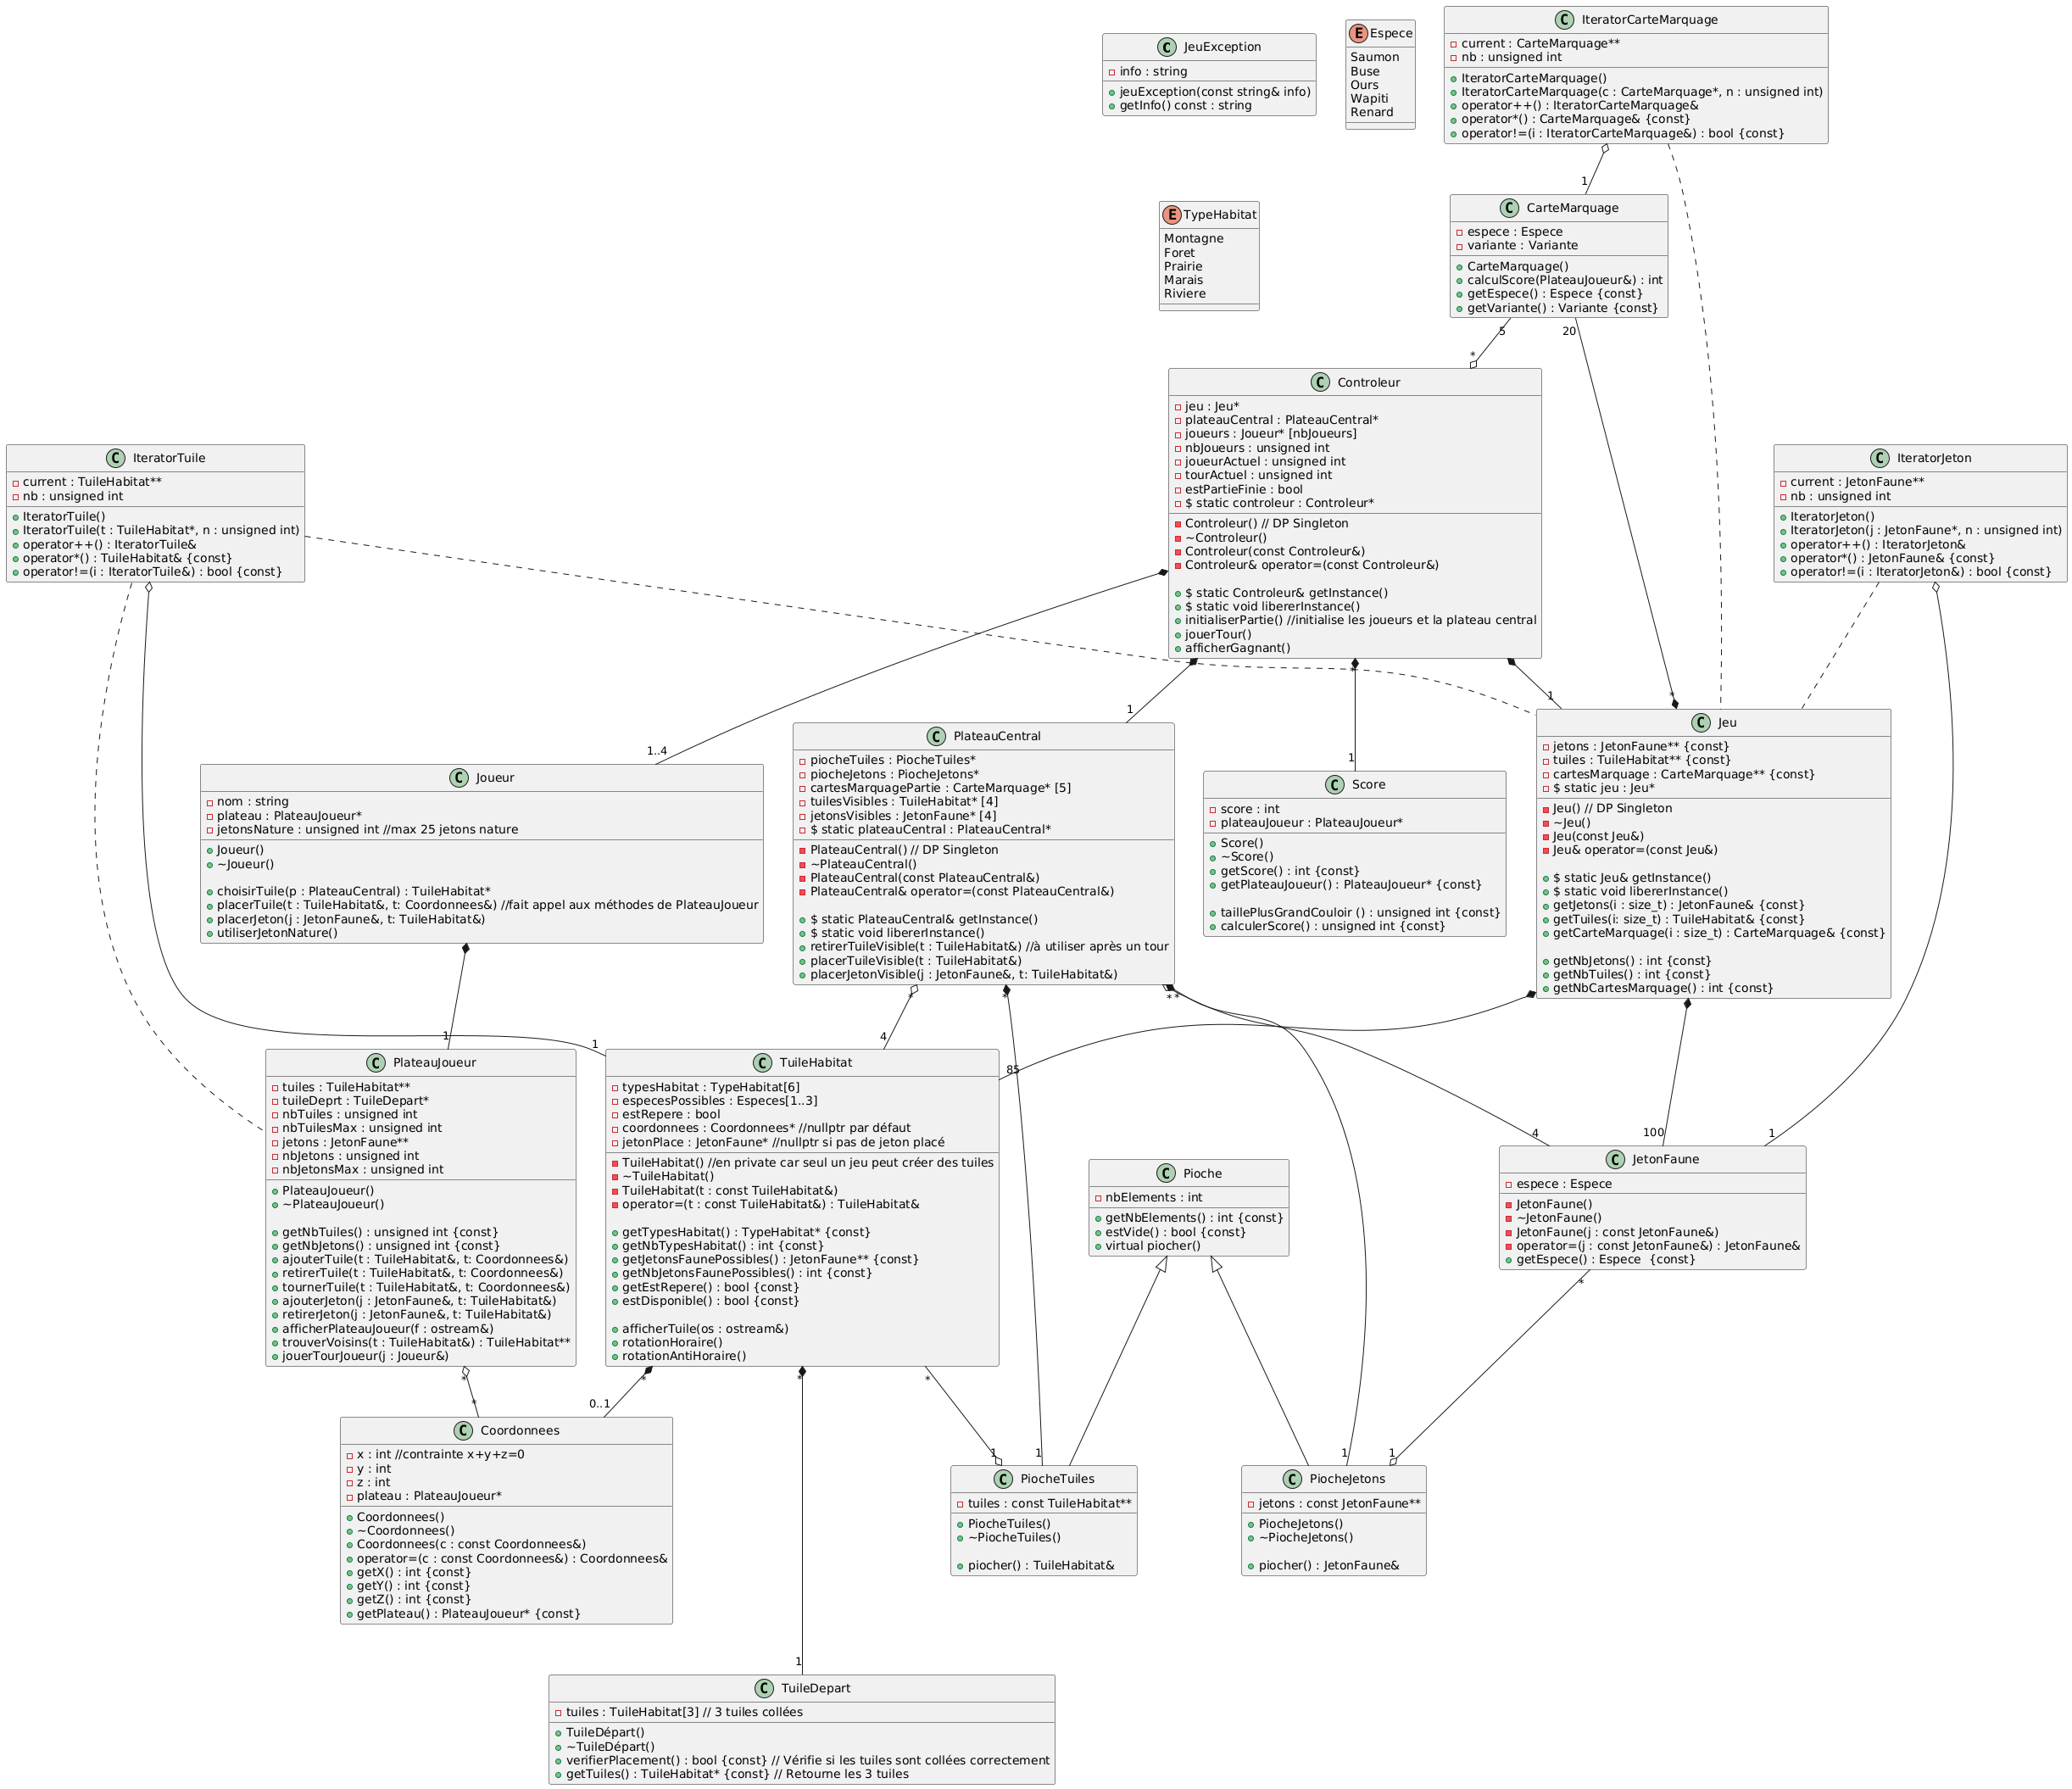 JeuException
info : string
jeuException(const string& info)
getInfo() const : string
Espece
Saumon
Buse
Ours
Wapiti
Renard
IteratorCarteMarquage
current : CarteMarquage**
nb : unsigned int
IteratorCarteMarquage()
IteratorCarteMarquage(c : CarteMarquage*, n : unsigned int)
operator++() : IteratorCarteMarquage&
operator*() : CarteMarquage& {const}
operator!=(i : IteratorCarteMarquage&) : bool {const}
1
TypeHabitat
Montagne
Foret
Prairie
Marais
Riviere
CarteMarquage
espece : Espece
variante : Variante
CarteMarquage()
calculScore(PlateauJoueur&) : int
getEspece() : Espece {const}
getVariante() : Variante {const}
5
20
*
Controleur
jeu : Jeu*
plateauCentral : PlateauCentral*
joueurs : Joueur* [nbJoueurs]
nbJoueurs : unsigned int
joueurActuel : unsigned int
tourActuel : unsigned int
estPartieFinie : bool
$ static controleur : Controleur*
Controleur() // DP Singleton
~Controleur()
Controleur(const Controleur&)
Controleur& operator=(const Controleur&)
$ static Controleur& getInstance()
$ static void libererInstance()
initialiserPartie() //initialise les joueurs et la plateau central
jouerTour()
afficherGagnant()
IteratorTuile
current : TuileHabitat**
nb : unsigned int
IteratorTuile()
IteratorTuile(t : TuileHabitat*, n : unsigned int)
operator++() : IteratorTuile&
operator*() : TuileHabitat& {const}
operator!=(i : IteratorTuile&) : bool {const}
IteratorJeton
current : JetonFaune**
nb : unsigned int
IteratorJeton()
IteratorJeton(j : JetonFaune*, n : unsigned int)
operator++() : IteratorJeton&
operator*() : JetonFaune& {const}
operator!=(i : IteratorJeton&) : bool {const}
*
1..4
1
1
1
*
Joueur
nom : string
plateau : PlateauJoueur*
jetonsNature : unsigned int //max 25 jetons nature
Joueur()
~Joueur()
choisirTuile(p : PlateauCentral) : TuileHabitat*
placerTuile(t : TuileHabitat&, t: Coordonnees&) //fait appel aux méthodes de PlateauJoueur
placerJeton(j : JetonFaune&, t: TuileHabitat&)
utiliserJetonNature()
PlateauCentral
piocheTuiles : PiocheTuiles*
piocheJetons : PiocheJetons*
cartesMarquagePartie : CarteMarquage* [5]
tuilesVisibles : TuileHabitat* [4]
jetonsVisibles : JetonFaune* [4]
$ static plateauCentral : PlateauCentral*
PlateauCentral() // DP Singleton
~PlateauCentral()
PlateauCentral(const PlateauCentral&)
PlateauCentral& operator=(const PlateauCentral&)
$ static PlateauCentral& getInstance()
$ static void libererInstance()
retirerTuileVisible(t : TuileHabitat&) //à utiliser après un tour
placerTuileVisible(t : TuileHabitat&)
placerJetonVisible(j : JetonFaune&, t: TuileHabitat&)
Score
score : int
plateauJoueur : PlateauJoueur*
Score()
~Score()
getScore() : int {const}
getPlateauJoueur() : PlateauJoueur* {const}
taillePlusGrandCouloir () : unsigned int {const}
calculerScore() : unsigned int {const}
Jeu
jetons : JetonFaune** {const}
tuiles : TuileHabitat** {const}
cartesMarquage : CarteMarquage** {const}
$ static jeu : Jeu*
Jeu() // DP Singleton
~Jeu()
Jeu(const Jeu&)
Jeu& operator=(const Jeu&)
$ static Jeu& getInstance()
$ static void libererInstance()
getJetons(i : size_t) : JetonFaune& {const}
getTuiles(i: size_t) : TuileHabitat& {const}
getCarteMarquage(i : size_t) : CarteMarquage& {const}
getNbJetons() : int {const}
getNbTuiles() : int {const}
getNbCartesMarquage() : int {const}
*
*
*
*
1
1
4
85
4
100
1
PlateauJoueur
tuiles : TuileHabitat**
tuileDeprt : TuileDepart*
nbTuiles : unsigned int
nbTuilesMax : unsigned int
jetons : JetonFaune**
nbJetons : unsigned int
nbJetonsMax : unsigned int
PlateauJoueur()
~PlateauJoueur()
getNbTuiles() : unsigned int {const}
getNbJetons() : unsigned int {const}
ajouterTuile(t : TuileHabitat&, t: Coordonnees&)
retirerTuile(t : TuileHabitat&, t: Coordonnees&)
tournerTuile(t : TuileHabitat&, t: Coordonnees&)
ajouterJeton(j : JetonFaune&, t: TuileHabitat&)
retirerJeton(j : JetonFaune&, t: TuileHabitat&)
afficherPlateauJoueur(f : ostream&)
trouverVoisins(t : TuileHabitat&) : TuileHabitat**
jouerTourJoueur(j : Joueur&)
TuileHabitat
typesHabitat : TypeHabitat[6]
especesPossibles : Especes[1..3]
estRepere : bool
coordonnees : Coordonnees* //nullptr par défaut
jetonPlace : JetonFaune* //nullptr si pas de jeton placé
TuileHabitat() //en private car seul un jeu peut créer des tuiles
~TuileHabitat()
TuileHabitat(t : const TuileHabitat&)
operator=(t : const TuileHabitat&) : TuileHabitat&
getTypesHabitat() : TypeHabitat* {const}
getNbTypesHabitat() : int {const}
getJetonsFaunePossibles() : JetonFaune** {const}
getNbJetonsFaunePossibles() : int {const}
getEstRepere() : bool {const}
estDisponible() : bool {const}
afficherTuile(os : ostream&)
rotationHoraire()
rotationAntiHoraire()
Pioche
nbElements : int
getNbElements() : int {const}
estVide() : bool {const}
virtual piocher()
JetonFaune
espece : Espece
JetonFaune()
~JetonFaune()
JetonFaune(j : const JetonFaune&)
operator=(j : const JetonFaune&) : JetonFaune&
getEspece() : Espece  {const}
*
*
*
*
*
*
0..1
1
1
1
1
Coordonnees
x : int //contrainte x+y+z=0
y : int
z : int
plateau : PlateauJoueur*
Coordonnees()
~Coordonnees()
Coordonnees(c : const Coordonnees&)
operator=(c : const Coordonnees&) : Coordonnees&
getX() : int {const}
getY() : int {const}
getZ() : int {const}
getPlateau() : PlateauJoueur* {const}
PiocheTuiles
tuiles : const TuileHabitat**
PiocheTuiles()
~PiocheTuiles()
piocher() : TuileHabitat&
PiocheJetons
jetons : const JetonFaune**
PiocheJetons()
~PiocheJetons()
piocher() : JetonFaune&
1
TuileDepart
tuiles : TuileHabitat[3] // 3 tuiles collées
TuileDépart()
~TuileDépart()
verifierPlacement() : bool {const} // Vérifie si les tuiles sont collées correctement
getTuiles() : TuileHabitat* {const} // Retourne les 3 tuiles